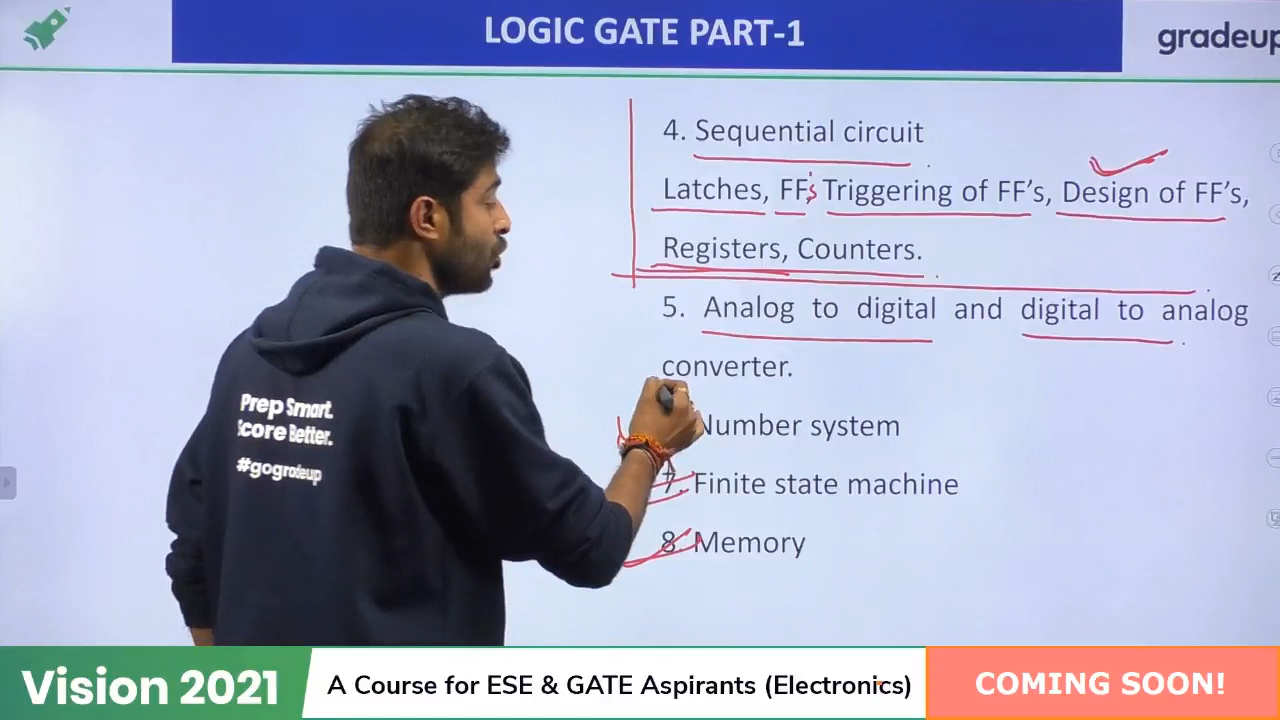 LOGIC GATE PART-1
gradeup
4. Sequential circuit
Latches, FF's Triggering of FF's, Design of FF's,
Registers, Counters.
5. Analog to digital and digital to analog
converter.
Number system
7. Finite state machine
8. Memory
Prep Smart.
Score Better.
#gogradeup
Vision 2021
A Course for ESE & GATE Aspirants (Electronics)
COMING SOON!